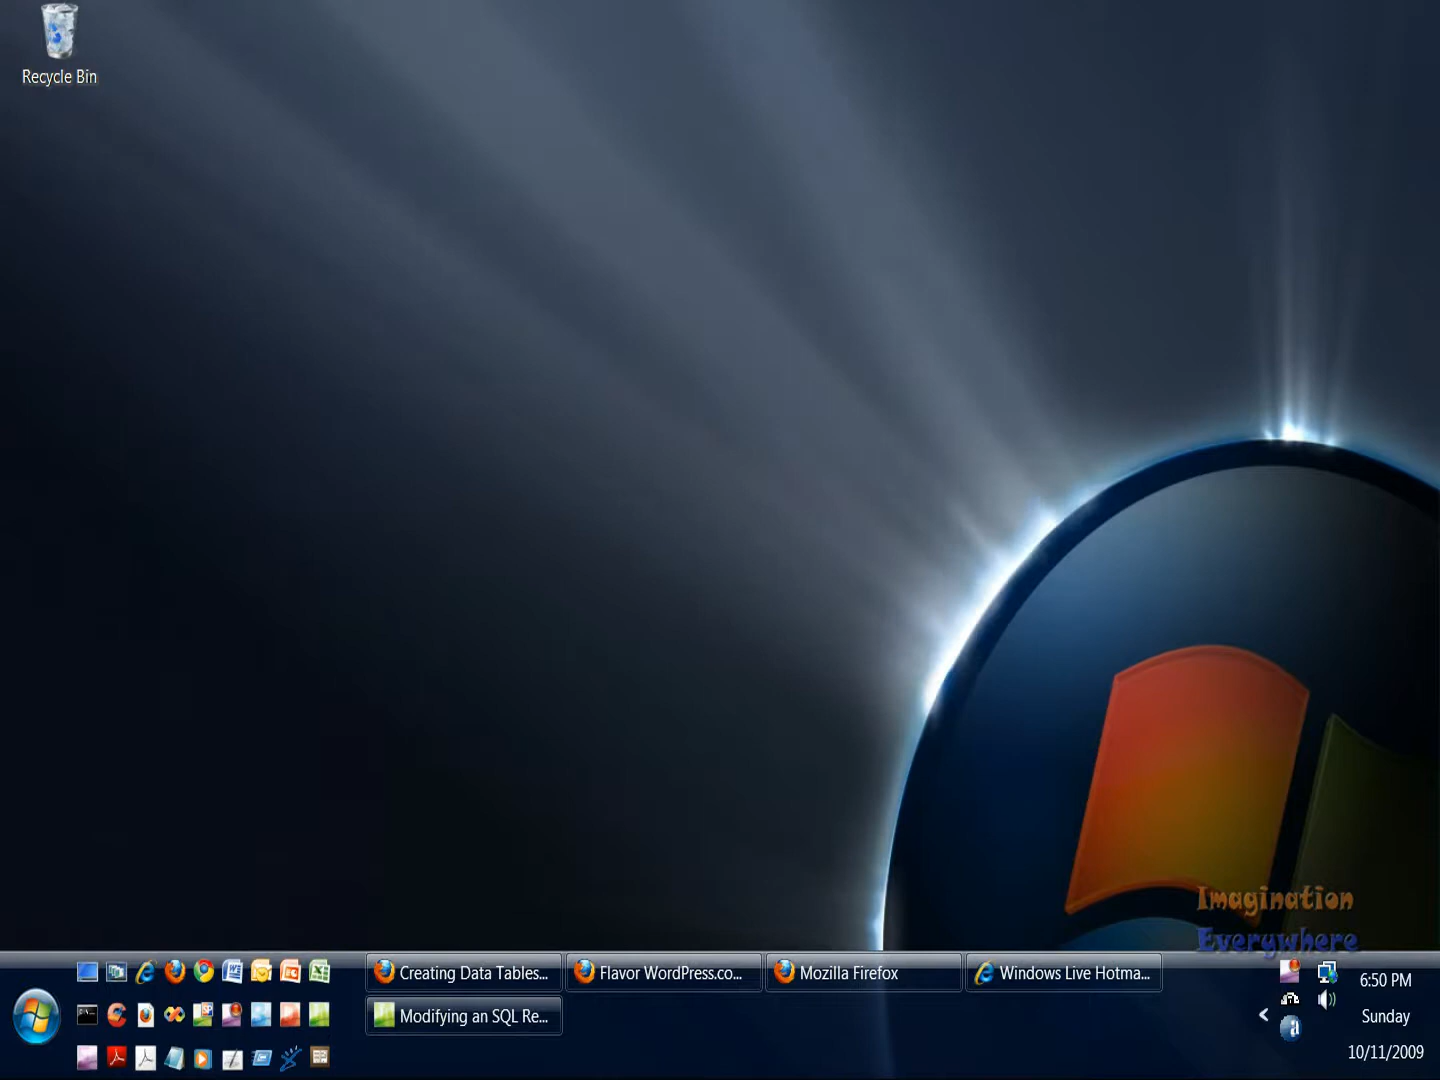 Recycle Bin
Imagination
Everywhere
Creating Data Tables...
Flavor WordPress.co...
Mozilla Firefox
Windows Live Hotma...
Modifying an SQL Re...
6:50 PM
Sunday
10/11/2009